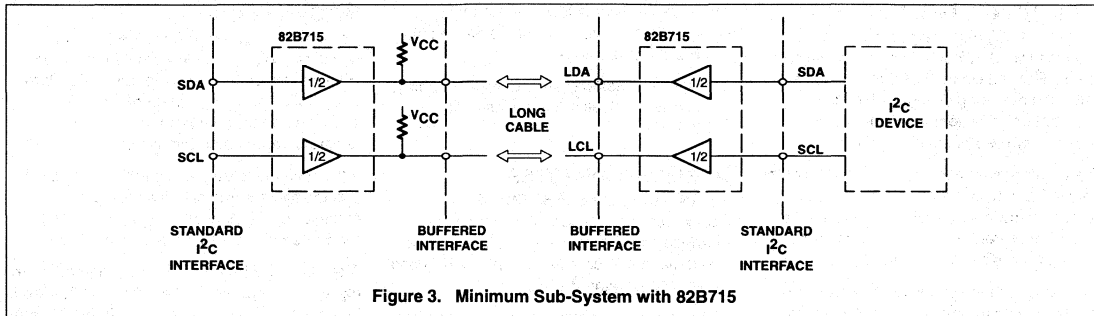 82B715
VCC
82B715
LDA
SDA
1/2
1/2
SDA
VCC
LONG
CABLE
I2C
DEVICE
LCL
SCL
1/2
1/2
SCL
STANDARD
I2C
INTERFACE
BUFFERED
INTERFACE
BUFFERED
INTERFACE
STANDARD
I2C
INTERFACE
Figure 3. Minimum Sub-System with 82B715